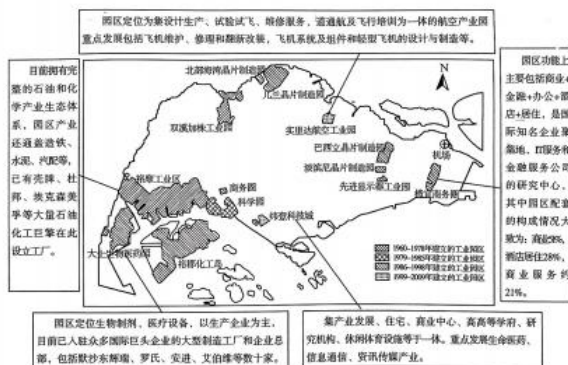 园区定位为集设计生产、试验试飞、维修服务，道通航及飞行培训为一体的航空产业园
重点发展包括飞机维护、修理和翻新改装，飞机系统及组件和轻型飞机的设计与制造等。
目前拥有完
整的石油和化
学产业生态体
系，园区产业
还涵盖造铁、
水泥、汽配等，
已有壳牌、杜
邦、埃克森美
孚等大量石油
化工巨擎在此
设立工厂。
园区功能上
主要包括商业+
金融+办公+酒
店+居住，是国
际知名企业聚
集地，IT服务和
金融服务公司
的研究中心，
其中园区配套
的构成情况大
致为：商业
酒店居住28%，
商业服务约
21%。
北部海湾晶片制造园
儿兰晶片制造园
N
双溪加株工业园
实里达航空工业园
巴西立晶片制造园
机场
淡滨尼晶片制造园
先进显示器工业园
商务圈
裕廊工业区
商务园
科学园
纬壹科技城
大士生物医药园
裕廊化工岛
1960-1978年建立的工业园区
1979-1985年建立的工业园区
1986-1998年建立的工业园区
1999-2009年建立的工业园区
园区定位生物制剂、医疗设备，以生产企业为主，
目前已入驻众多国际巨头企业的大型制造工厂和企业总
部，包括默沙东辉瑞、罗氏、安进、艾伯维等数十家。
集产业发展、住宅、商业中心、高高等学府、研
究机构、休闲体育设施等于一体。重点发展生命医药、
信息通信、资讯传媒产业。